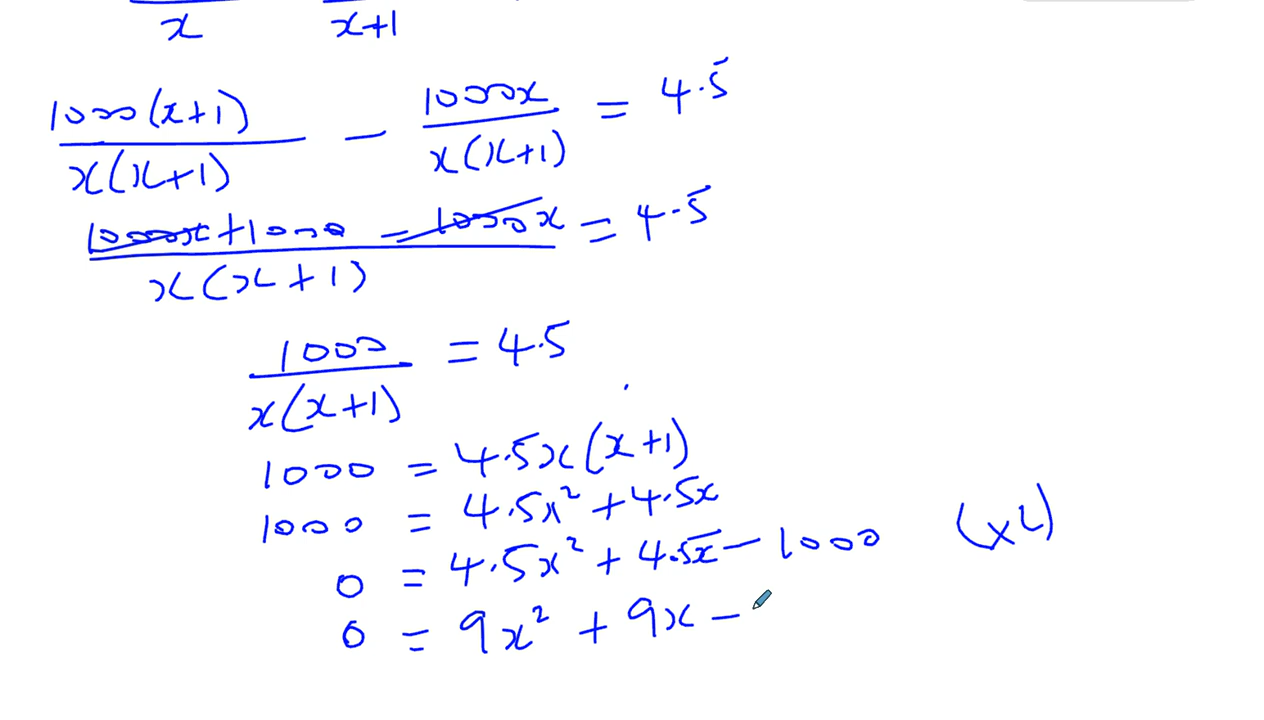 x x+1
1000(x+1)/x(x+1) - 1000x/x(x+1) = 4.5
1000x+1000-1000x/x(x+1) = 4.5
1000/x(x+1) = 4.5
1000 = 4.5x(x+1)
1000 = 4.5x²+4.5x
0 = 4.5x²+4.5x-1000 (x2)
0 = 9x² + 9x -